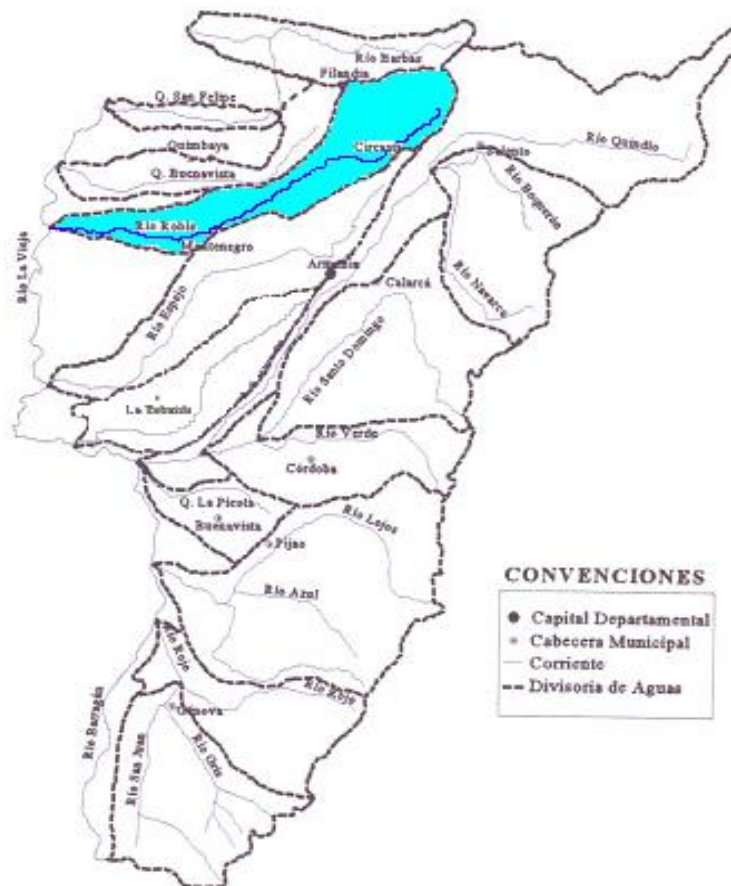 Río Barbas
Filandia
Q. San Felipe
Quimbaya
Circasia
Río Quindío
Salento
Q. Buenavista
Río Boquerón
Río Roble
Montenegro
Río La Vieja
Armenia
Calarcá
Río Navarco
Río Espejo
Río Santo Domingo
La Tebaida
Río Verde
Córdoba
Q. La Picota
Buenavista
Río Lejos
Pijao
Río Azul
CONVENCIONES
Capital Departamental
Cabecera Municipal
Corriente
Divisoria de Aguas
Río Rojo
Río Rojo
Génova
Río Barragán
Río San Juan
Río Gris